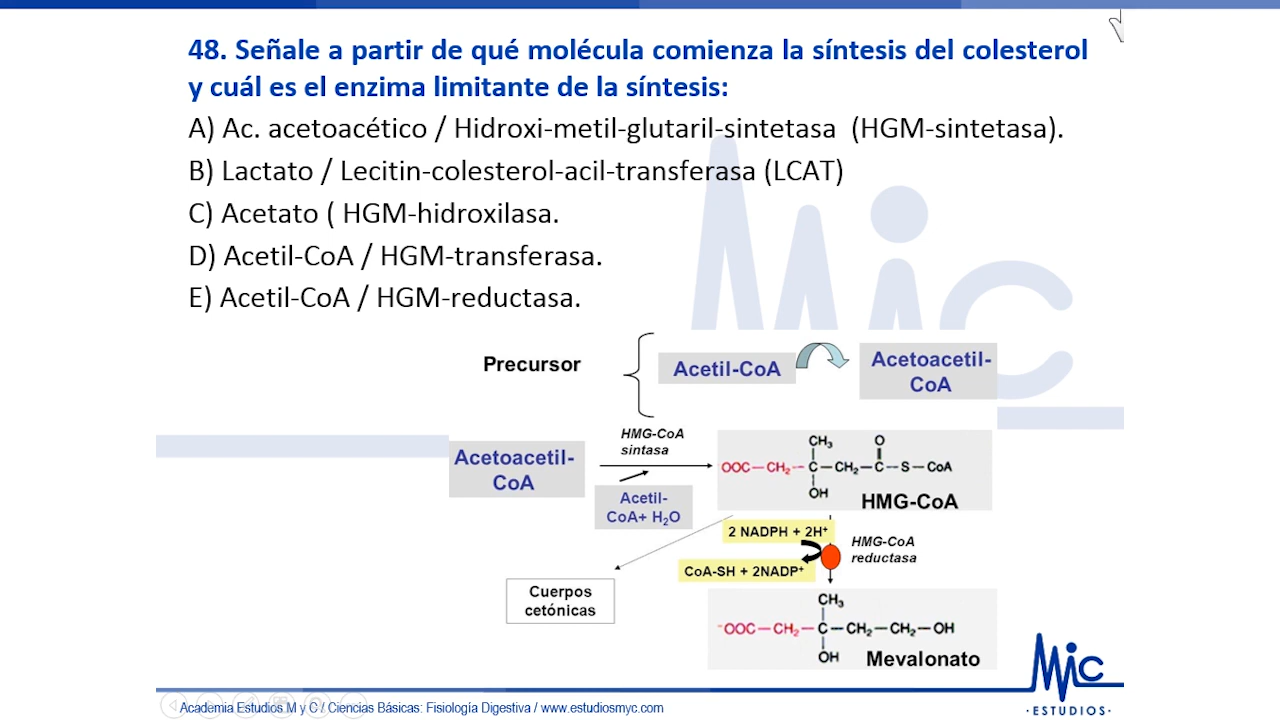 48. Señale a partir de qué molécula comienza la síntesis del colesterol
y cuál es el enzima limitante de la síntesis:
A) Ac. acetoacético / Hidroxi-metil-glutaril-sintetasa (HGM-sintetasa).
B) Lactato / Lecitin-colesterol-acil-transferasa (LCAT)
C) Acetato ( HGM-hidroxilasa.
D) Acetil-CoA / HGM-transferasa.
E) Acetil-CoA / HGM-reductasa.
MiC
Precursor
Acetil-CoA
Acetoacetil-
CoA
Acetoacetil-
CoA
HMG-CoA
sintasa
Acetil-
CoA+ H₂O
CH₃ O
OOC—CH₂—C—CH₂—C—S—CoA
OH
HMG-CoA
2 NADPH + 2H⁺
CoA-SH + 2NADP⁺
HMG-CoA
reductasa
Cuerpos
cetónicas
CH₃
⁻OOC—CH₂—C—CH₂—CH₂—OH
OH
Mevalonato
MiC
·ESTUDIOS·
Academia Estudios M y C / Ciencias Básicas: Fisiología Digestiva / www.estudiosmyc.com